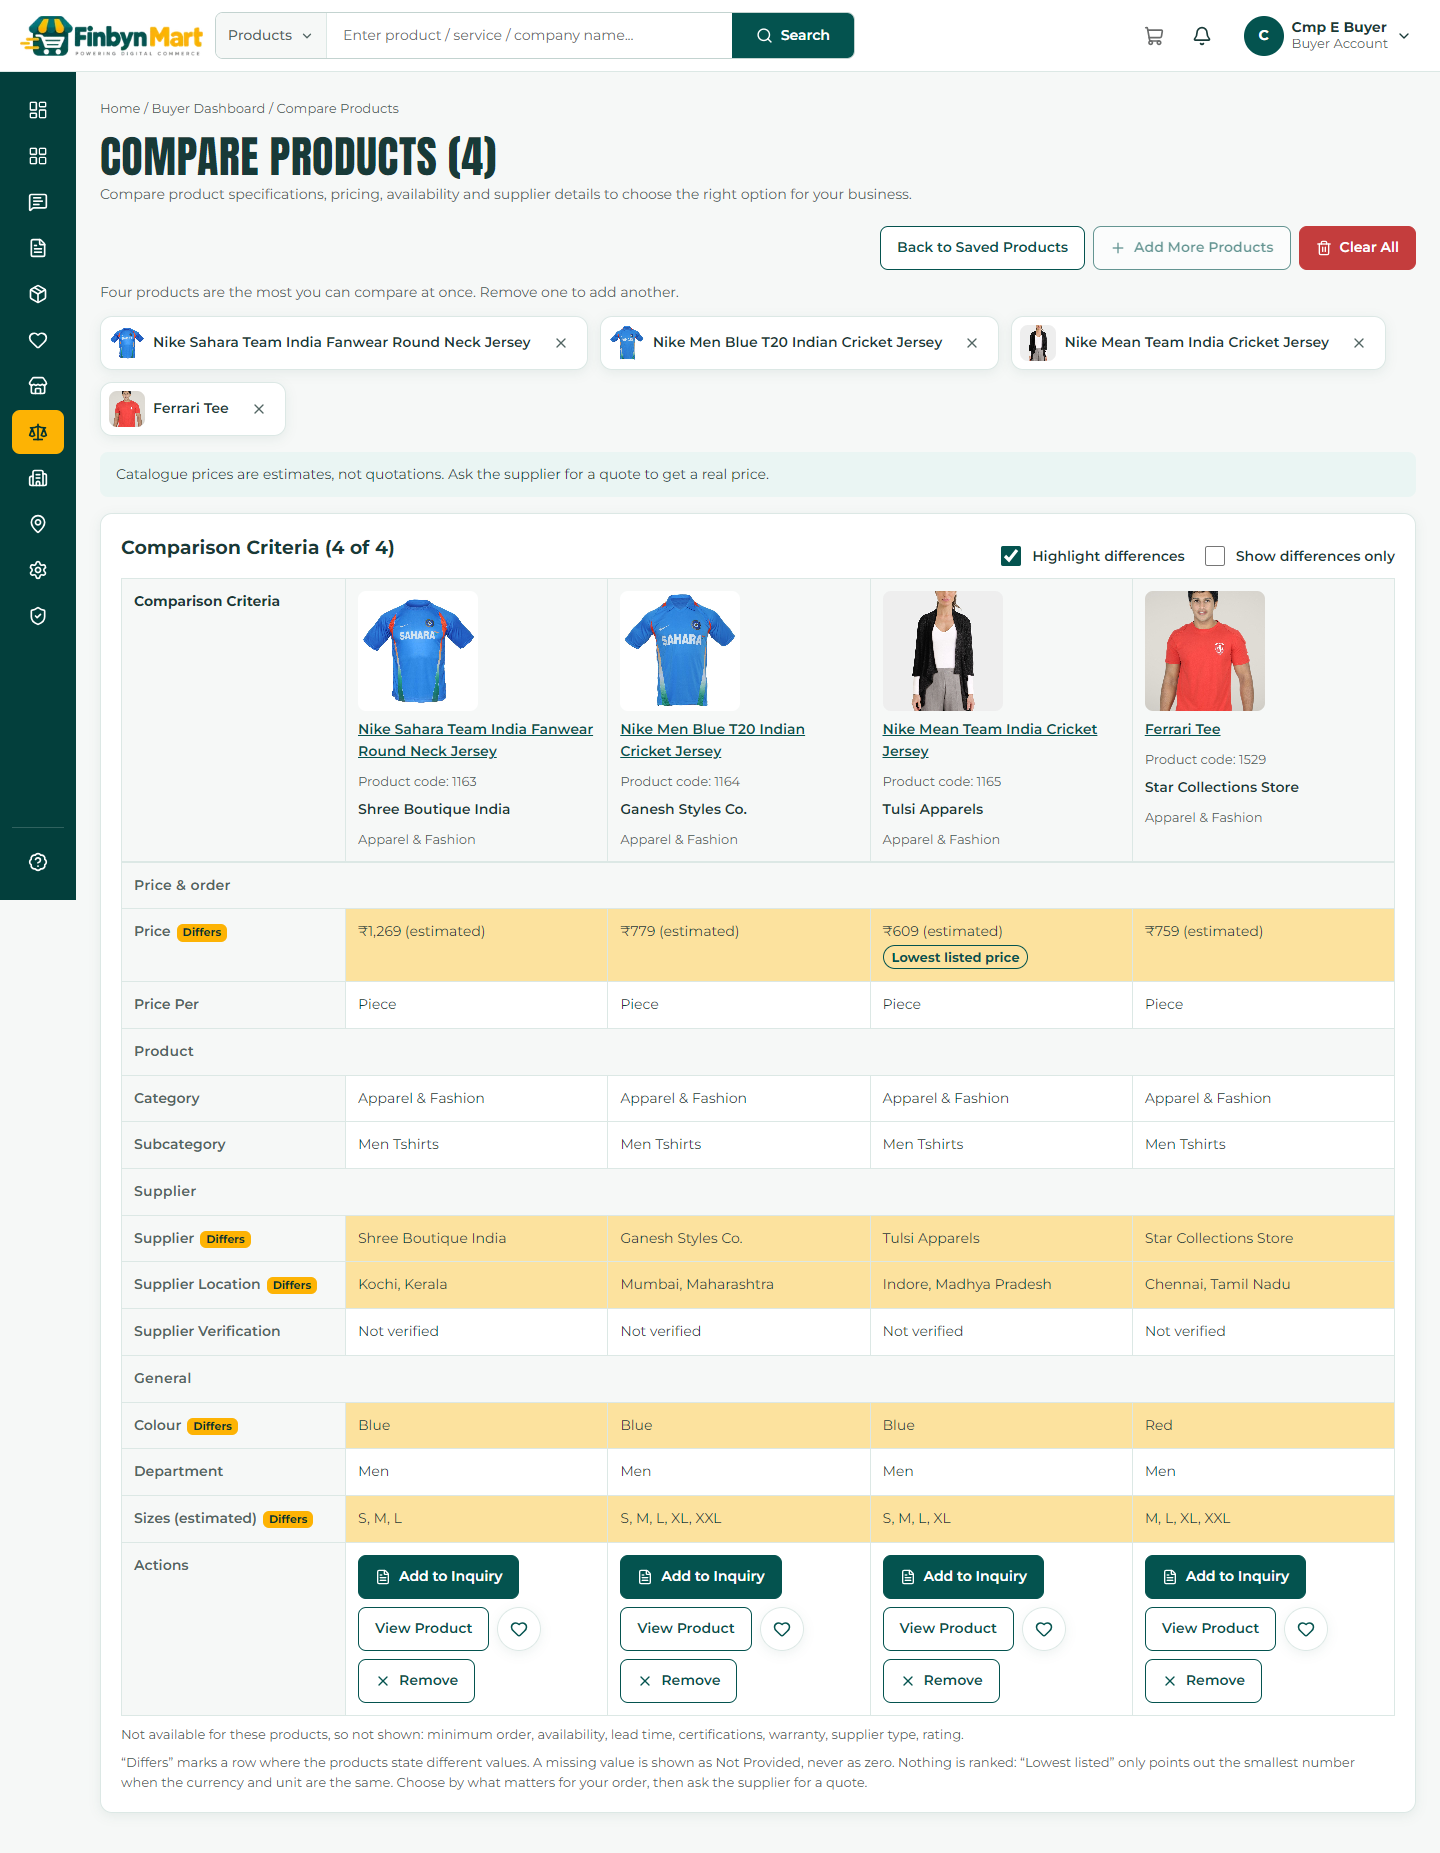 FinbynMart
POWERING DIGITAL COMMERCE
Products
Enter product / service / company name...
Search
C
Cmp E Buyer
Buyer Account
Home / Buyer Dashboard / Compare Products
COMPARE PRODUCTS (4)
Compare product specifications, pricing, availability and supplier details to choose the right option for your business.
Back to Saved Products
Add More Products
Clear All
Four products are the most you can compare at once. Remove one to add another.
Nike Sahara Team India Fanwear Round Neck Jersey
Nike Men Blue T20 Indian Cricket Jersey
Nike Mean Team India Cricket Jersey
Ferrari Tee
Catalogue prices are estimates, not quotations. Ask the supplier for a quote to get a real price.
Comparison Criteria (4 of 4)
Highlight differences
Show differences only
Comparison Criteria
SAHARA
SAHARA
Nike Sahara Team India Fanwear Round Neck Jersey
Product code: 1163
Shree Boutique India
Apparel & Fashion
Nike Men Blue T20 Indian Cricket Jersey
Product code: 1164
Ganesh Styles Co.
Apparel & Fashion
Nike Mean Team India Cricket Jersey
Product code: 1165
Tulsi Apparels
Apparel & Fashion
Ferrari Tee
Product code: 1529
Star Collections Store
Apparel & Fashion
Price & order
Price Differs ₹1,269 (estimated) ₹779 (estimated) ₹609 (estimated) ₹759 (estimated)
Lowest listed price
Price Per Piece Piece Piece Piece
Product
Category Apparel & Fashion Apparel & Fashion Apparel & Fashion Apparel & Fashion
Subcategory Men Tshirts Men Tshirts Men Tshirts Men Tshirts
Supplier
Supplier Differs Shree Boutique India Ganesh Styles Co. Tulsi Apparels Star Collections Store
Supplier Location Differs Kochi, Kerala Mumbai, Maharashtra Indore, Madhya Pradesh Chennai, Tamil Nadu
Supplier Verification Not verified Not verified Not verified Not verified
General
Colour Differs Blue Blue Blue Red
Department Men Men Men Men
Sizes (estimated) Differs S, M, L S, M, L, XL, XXL S, M, L, XL M, L, XL, XXL
Actions Add to Inquiry Add to Inquiry Add to Inquiry Add to Inquiry
View Product View Product View Product View Product
Remove Remove Remove Remove
Not available for these products, so not shown: minimum order, availability, lead time, certifications, warranty, supplier type, rating.
“Differs” marks a row where the products state different values. A missing value is shown as Not Provided, never as zero. Nothing is ranked: “Lowest listed” only points out the smallest number
when the currency and unit are the same. Choose by what matters for your order, then ask the supplier for a quote.